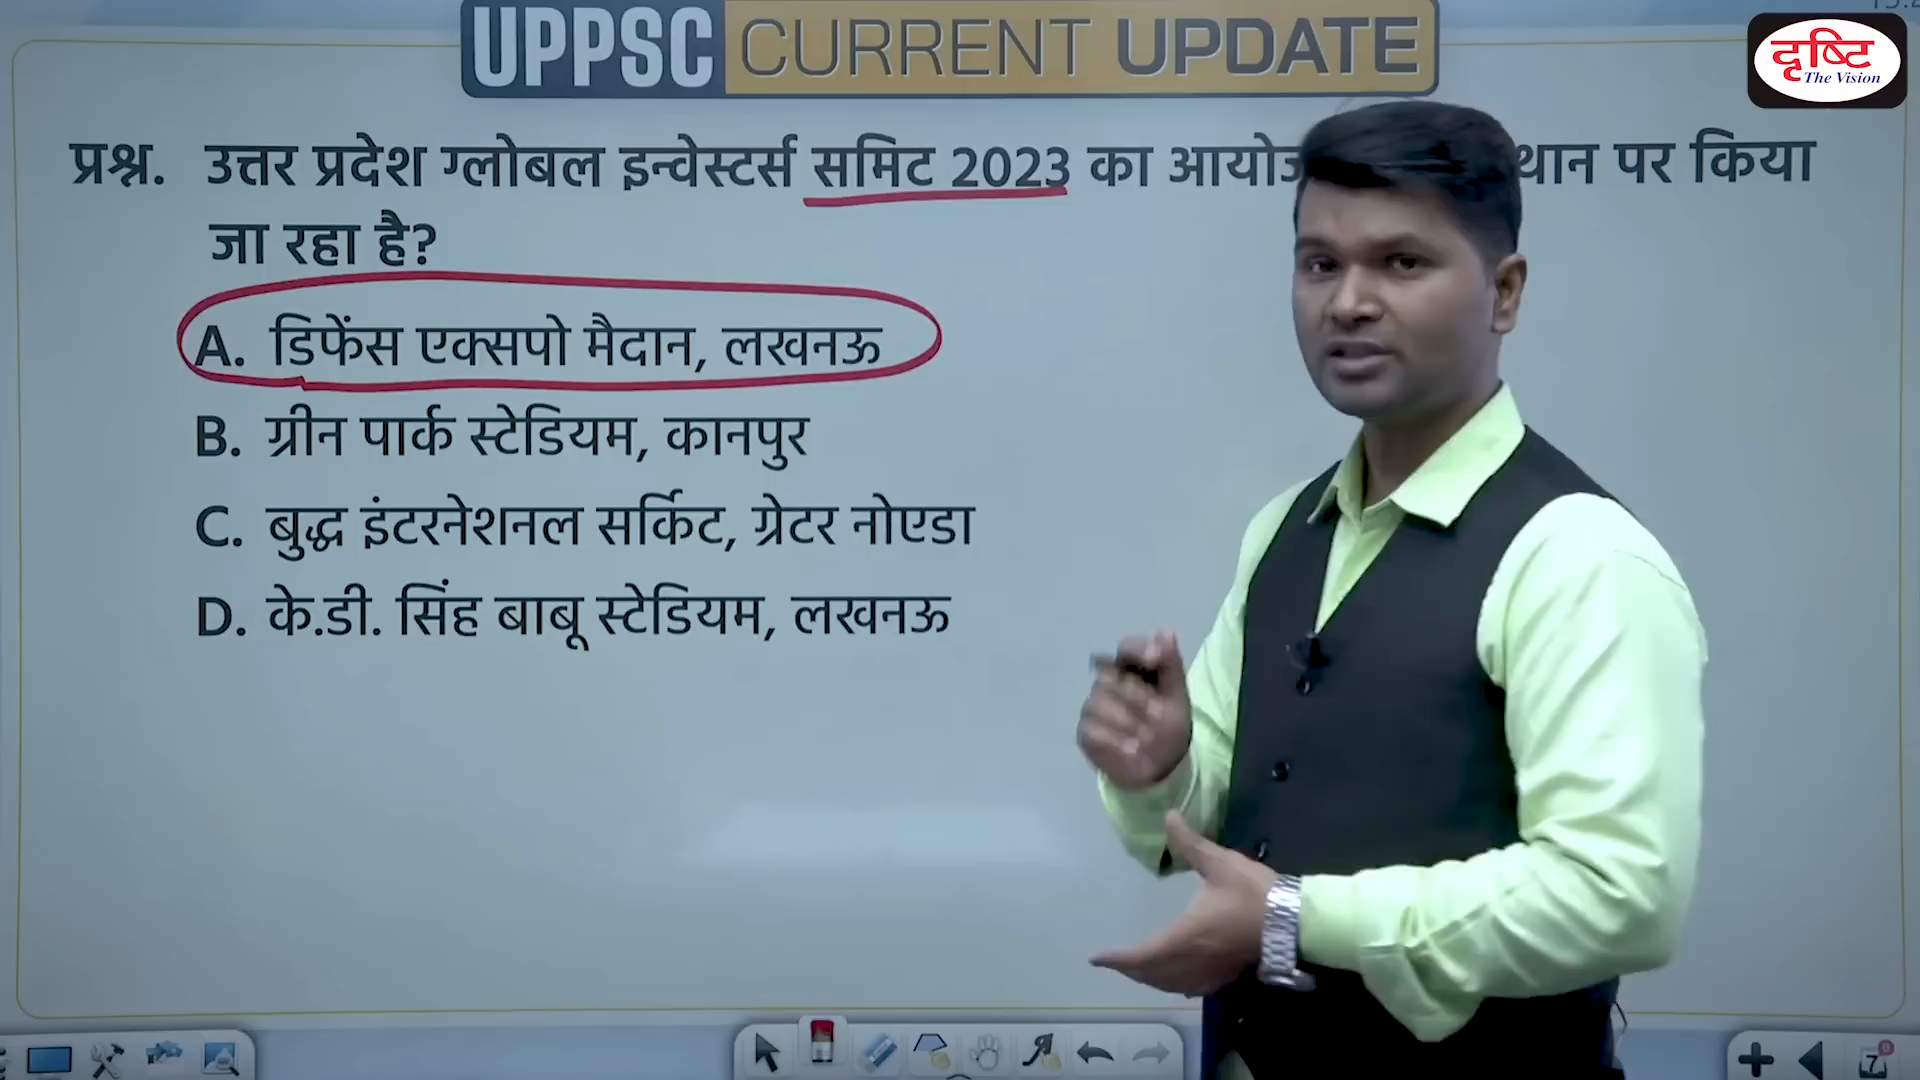 UPPSC CURRENT UPDATE
दृष्टि
The Vision
प्रश्न. उत्तर प्रदेश ग्लोबल इन्वेस्टर्स समिट 2023 का पर किया
जा रहा है?
A. डिफेंस एक्सपो मैदान, लखनऊ
B. ग्रीन पार्क स्टेडियम, कानपुर
C. बुद्ध इंटरनेशनल सर्किट, ग्रेटर नोएडा
D. के.डी. सिंह बाबू स्टेडियम, लखनऊ
7